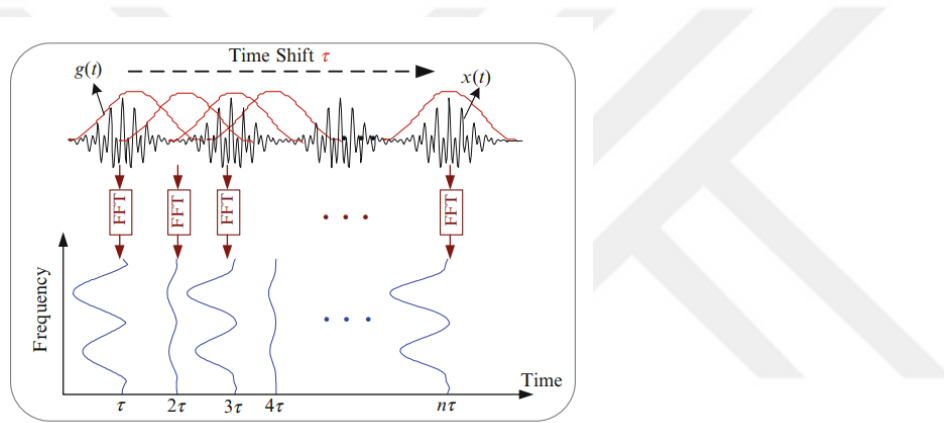 Time Shift τ
g(t)
x(t)
FFT
FFT
FFT
FFT
Frequency
Time
τ
2τ
3τ
4τ
nτ